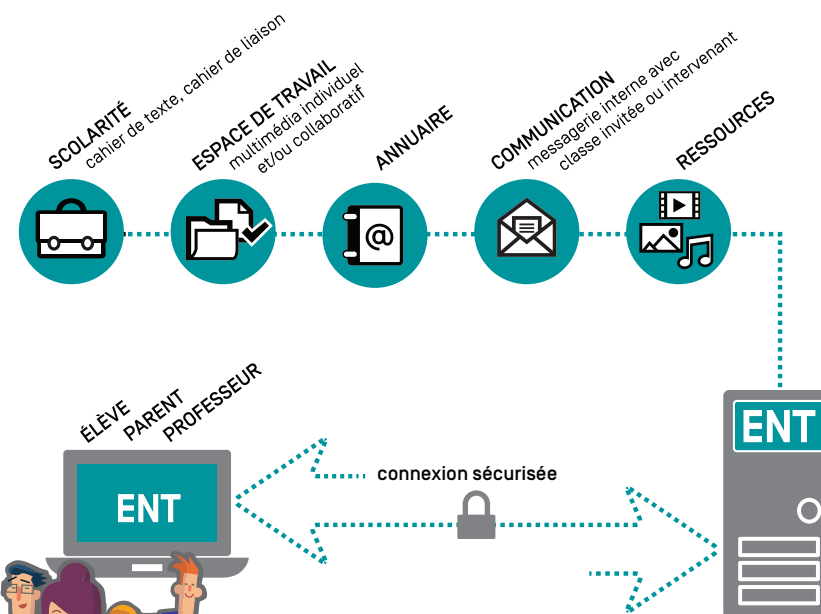 SCOLARITÉ
cahier de texte, cahier de liaison
ESPACE DE TRAVAIL
multimédia individuel
et/ou collaboratif
ANNUAIRE
@
COMMUNICATION
messagerie interne avec
classe invitée ou intervenant
RESSOURCES
ÉLÈVE
PARENT
PROFESSEUR
ENT
connexion sécurisée
ENT